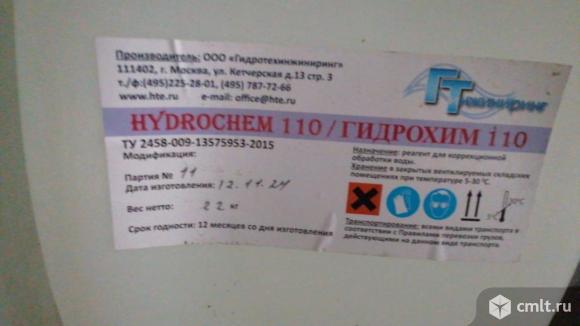 Производитель: ООО «Гидротехинжиниринг»
111402, г. Москва, ул. Кетчерская д.13 стр. 3
т./ф:(495)225-28-01, (495) 787-72-66
www.hte.ru e-mail: office@hte.ru
ГТ
инжиниринг
HYDROCHEM 110 / ГИДРОХИМ 110
ТУ 2458-009-13575953-2015
Модификация:
Партия № 11
Дата изготовления: 12.11.24
Вес нетто: 22 кг
Срок годности: 12 месяцев со дня изготовления
Назначение: реагент для коррекционной
обработки воды.
Хранение в закрытых вентилируемых складских
помещениях при температуре 5-30 °С.
5°C 30°C
Транспортирование: всеми видами транспорта в
соответствии с Правилами перевозки грузов,
действующими на данном виде транспорта.
cmlt.ru